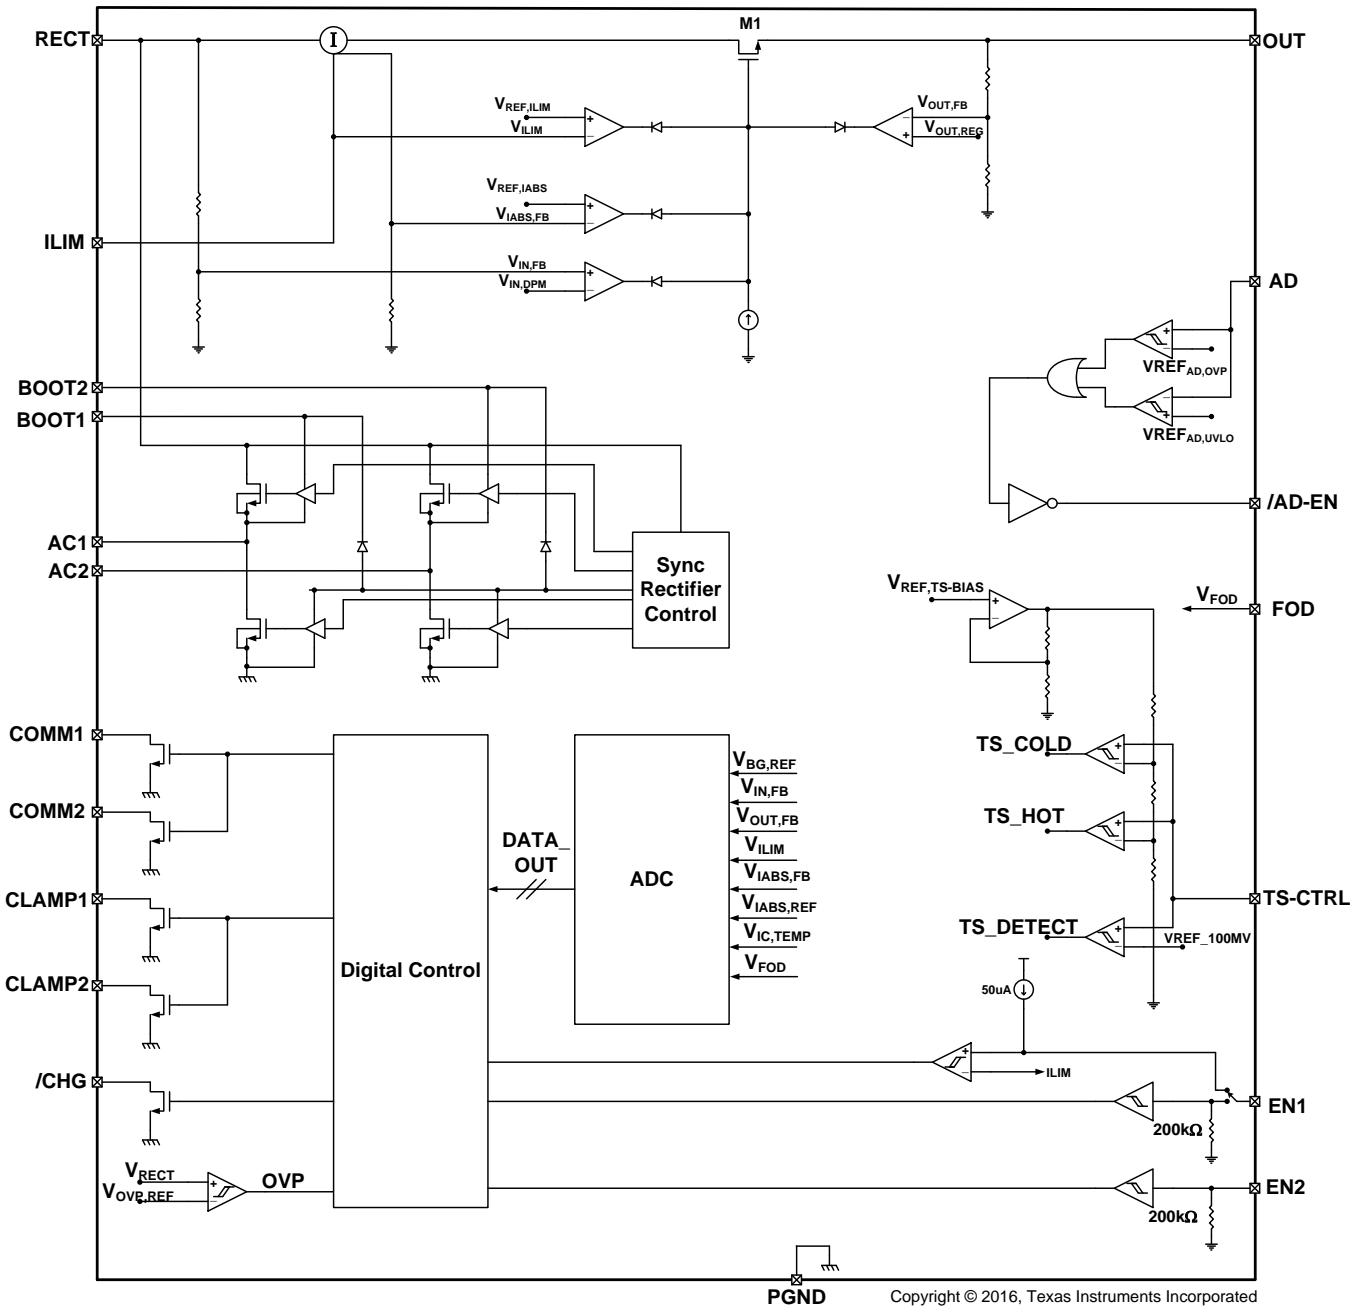 M1
RECT
I
OUT
VREF,ILIM
VILIM
VOUT,FB
VOUT,REG
VREF,IABS
VIABS,FB
ILIM
VIN,FB
VIN,DPM
AD
VREFAD,OVP
VREFAD,UVLO
BOOT2
BOOT1
/AD-EN
AC1
AC2
Sync
Rectifier
Control
VREF,TS-BIAS
VFOD
FOD
COMM1
COMM2
CLAMP1
CLAMP2
/CHG
Digital Control
DATA_
OUT
ADC
VBG,REF
VIN,FB
VOUT,FB
VILIM
VIABS,FB
VIABS,REF
VIC,TEMP
VFOD
TS_COLD
TS_HOT
TS-CTRL
TS_DETECT
VREF_100MV
50uA
ILIM
EN1
200kΩ
VRECT
VOVP,REF
OVP
EN2
200kΩ
PGND
Copyright © 2016, Texas Instruments Incorporated